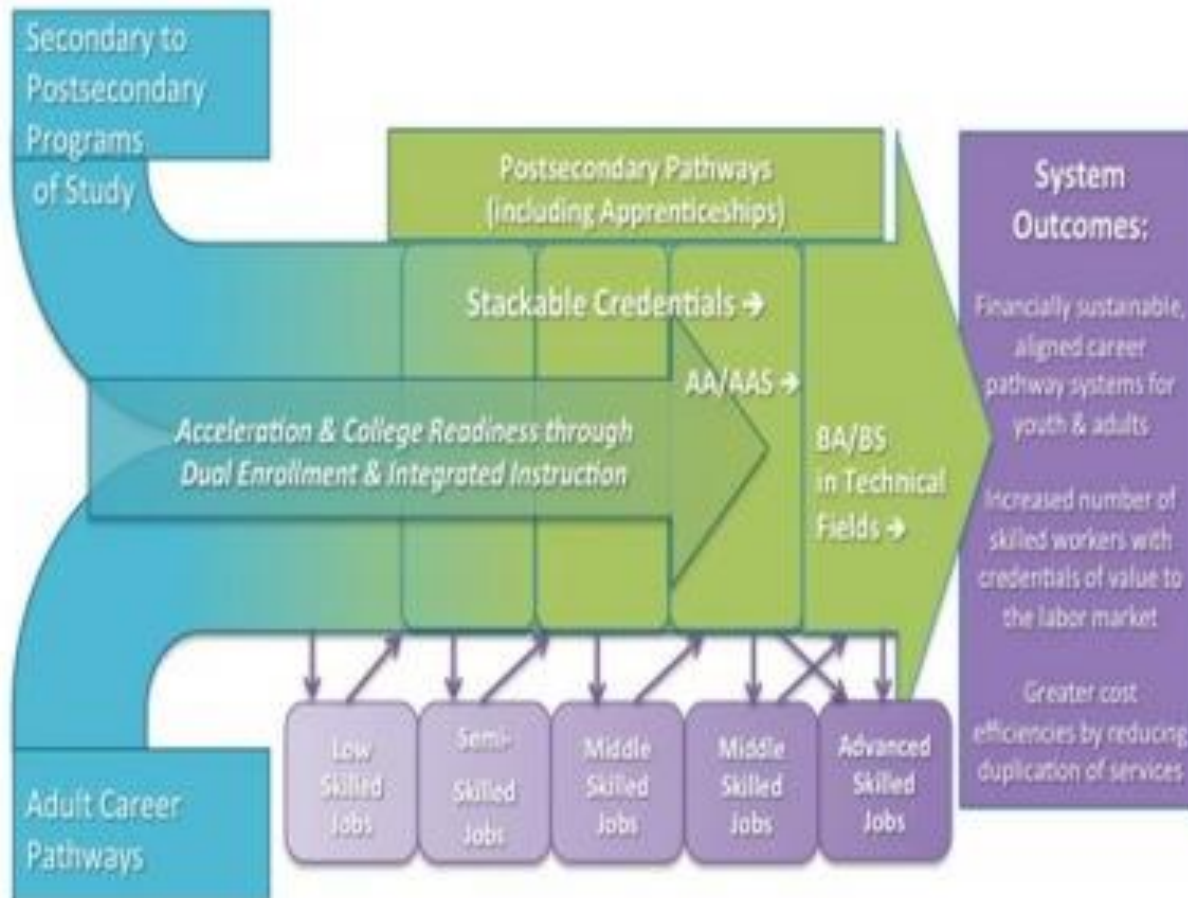 Secondary to
Postsecondary
Programs
of Study
Postsecondary Pathways
(including Apprenticeships)
Stackable Credentials →
AA/AAS →
Acceleration & College Readiness through
Dual Enrollment & Integrated Instruction
BA/BS
in Technical
Fields →
System
Outcomes:
Financially sustainable,
aligned career
pathway systems for
youth & adults
Increased number of
skilled workers with
credentials of value to
the labor market
Greater cost
efficiencies by reducing
duplication of services
Low
Skilled
Jobs
Semi-
Skilled
Jobs
Middle
Skilled
Jobs
Middle
Skilled
Jobs
Advanced
Skilled
Jobs
Adult Career
Pathways